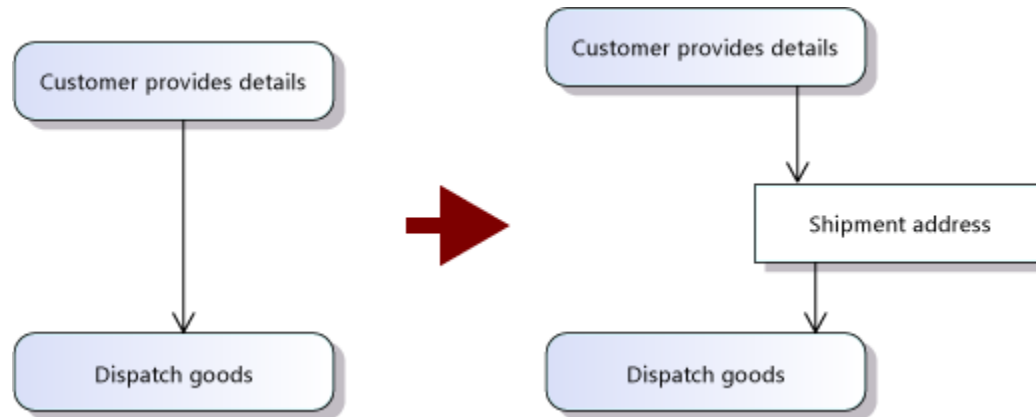 Customer provides details
Dispatch goods
Customer provides details
Shipment address
Dispatch goods